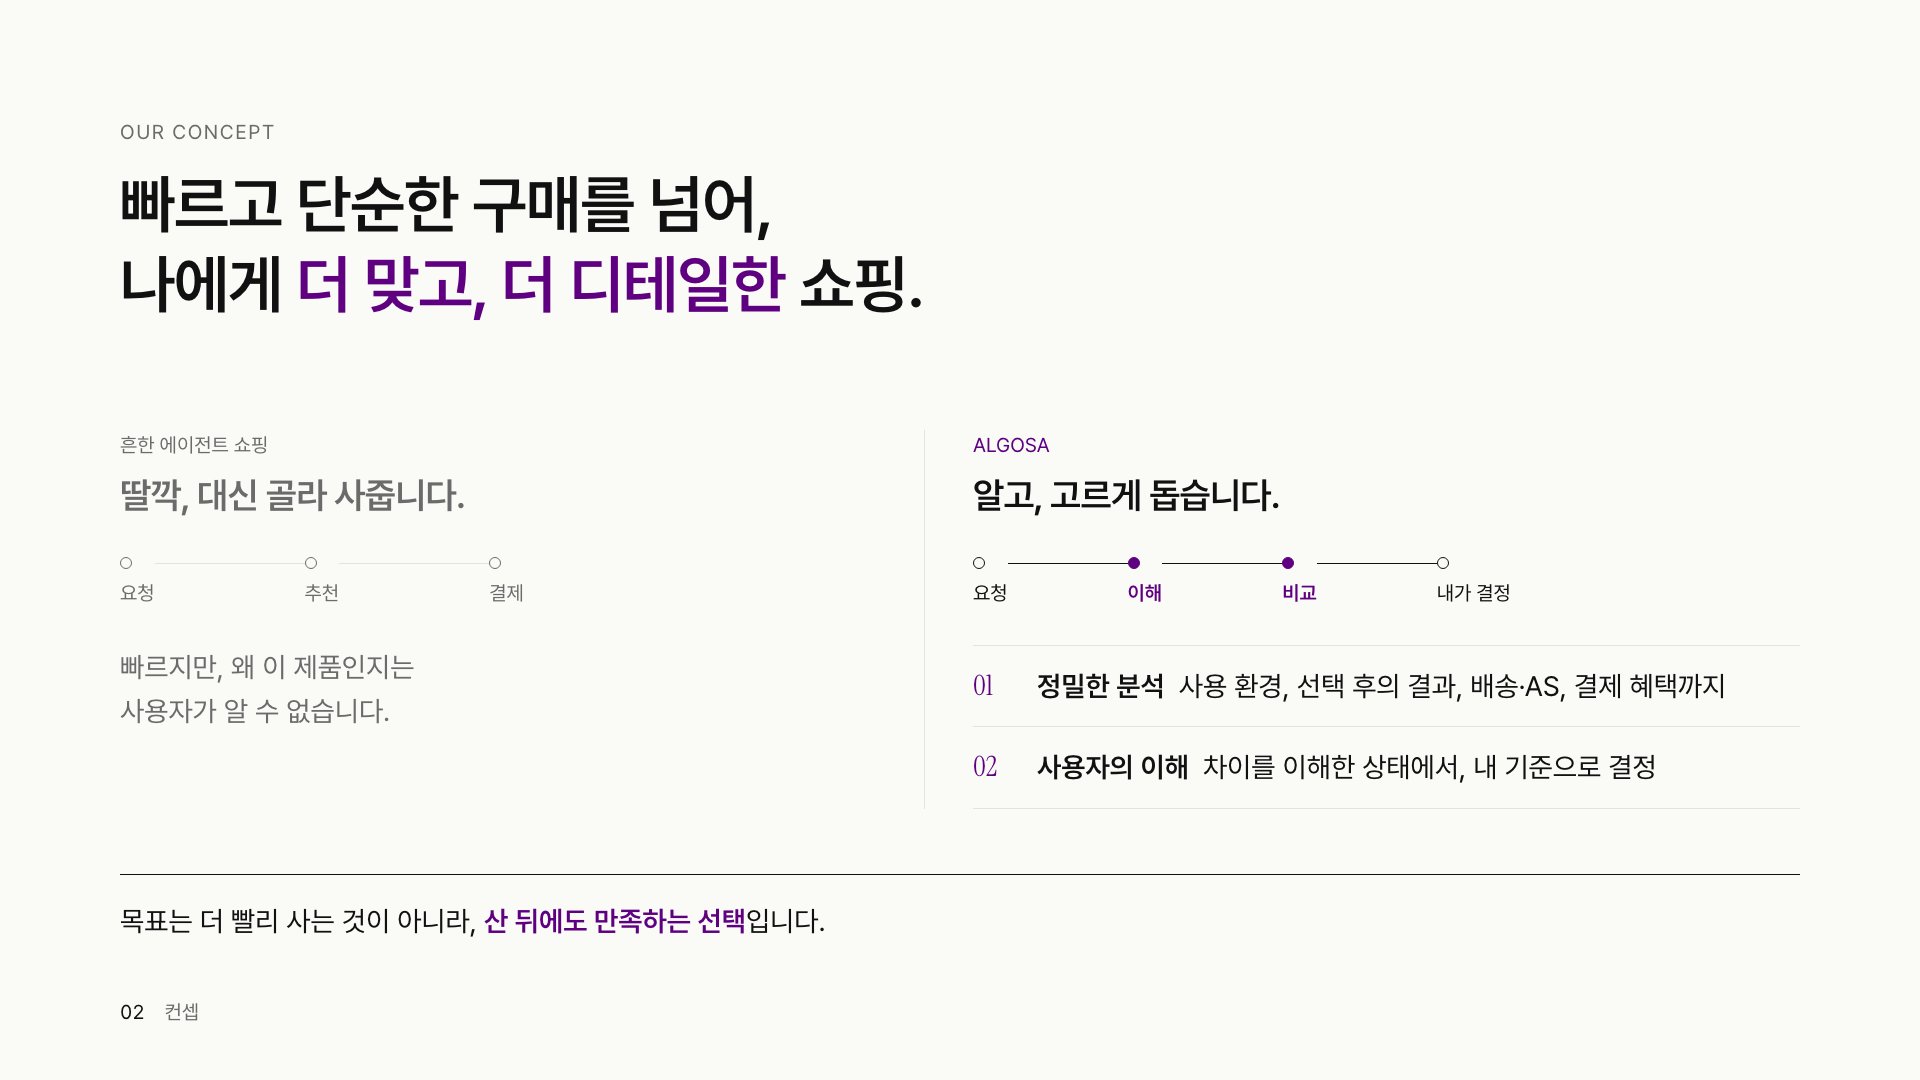 OUR CONCEPT
빠르고 단순한 구매를 넘어,
나에게 더 맞고, 더 디테일한 쇼핑.
흔한 에이전트 쇼핑
딸깍, 대신 골라 사줍니다.
요청 추천 결제
빠르지만, 왜 이 제품인지는
사용자가 알 수 없습니다.
ALGOSA
알고, 고르게 돕습니다.
요청 이해 비교 내가 결정
01 정밀한 분석 사용 환경, 선택 후의 결과, 배송·AS, 결제 혜택까지
02 사용자의 이해 차이를 이해한 상태에서, 내 기준으로 결정
목표는 더 빨리 사는 것이 아니라, 산 뒤에도 만족하는 선택입니다.
02 컨셉